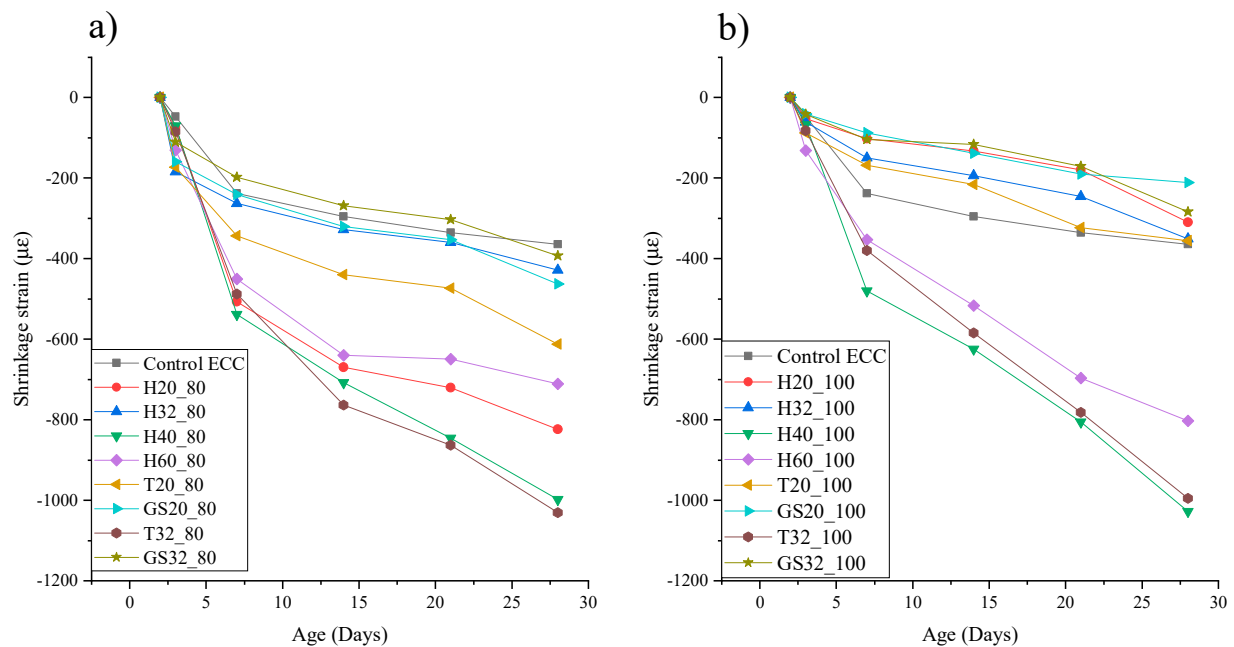 a)
0
-200
-400
-600
-800
-1000
-1200
Shrinkage strain (με)
0 5 10 15 20 25 30
Age (Days)
Control ECC
H20_80
H32_80
H40_80
H60_80
T20_80
GS20_80
T32_80
GS32_80
b)
0
-200
-400
-600
-800
-1000
-1200
Shrinkage strain (με)
0 5 10 15 20 25 30
Age (Days)
Control ECC
H20_100
H32_100
H40_100
H60_100
T20_100
GS20_100
T32_100
GS32_100